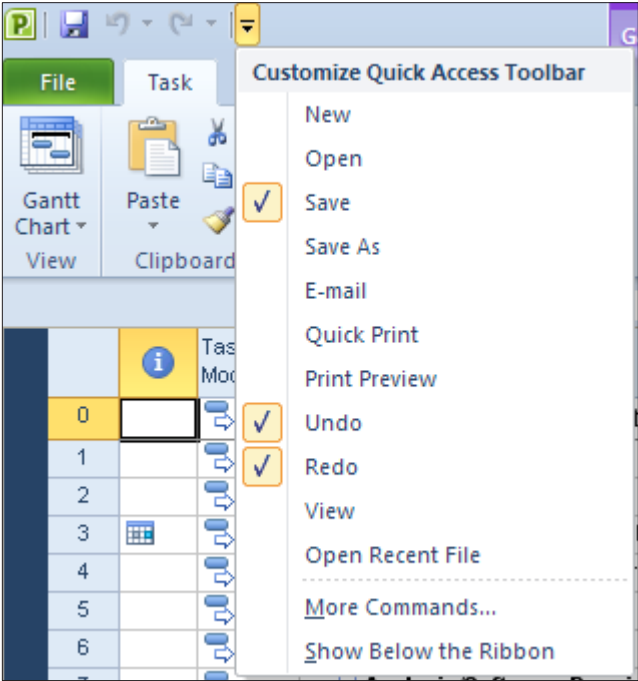 P
G
File
Task
Customize Quick Access Toolbar
New
Open
Save
Save As
E-mail
Quick Print
Print Preview
Undo
Redo
View
Open Recent File
More Commands...
Show Below the Ribbon
Gantt
Chart
View
Paste
Clipboard
i
Tas
Mod
0
1
2
3
4
5
6